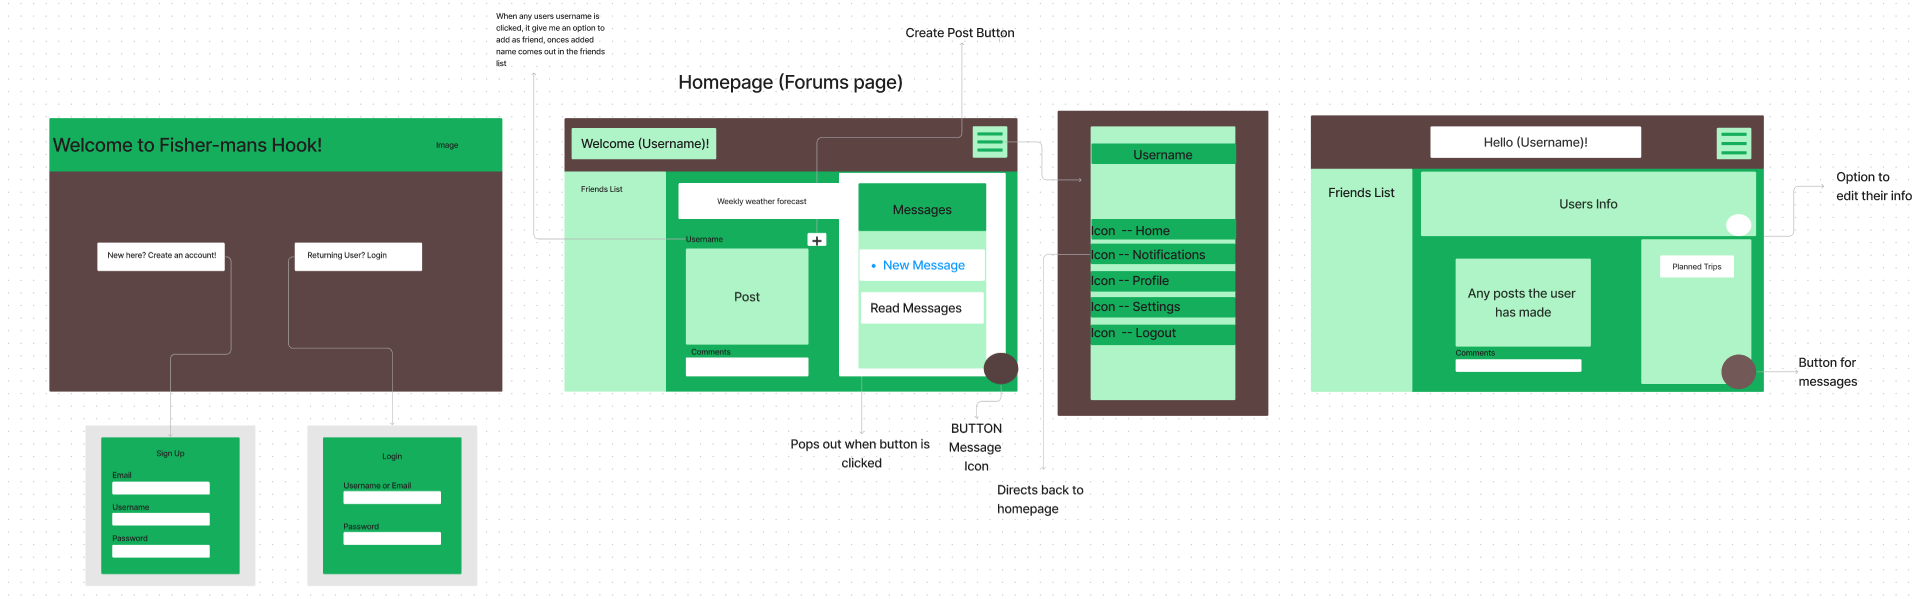 When any users username is
clicked, it give me an option to
add as friend, onces added
name comes out in the friends
list
Create Post Button
Homepage (Forums page)
Welcome to Fisher-mans Hook!
Image
New here? Create an account!
Returning User? Login
Sign Up
Email
Username
Password
Login
Username or Email
Password
Welcome (Username)!
Friends List
Weekly weather forecast
Username
+
Post
Comments
Messages
• New Message
Read Messages
Pops out when button is
clicked
BUTTON
Message
Icon
Username
Icon -- Home
Icon -- Notifications
Icon -- Profile
Icon -- Settings
Icon -- Logout
Directs back to
homepage
Hello (Username)!
Friends List
Users Info
Planned Trips
Any posts the user
has made
Comments
Option to
edit their info
Button for
messages